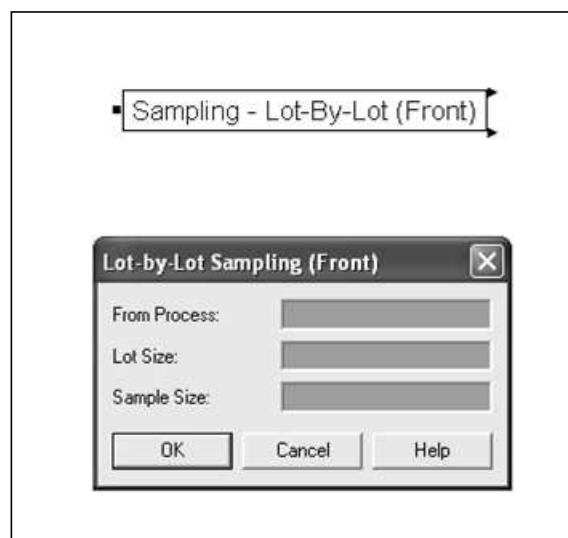 Sampling - Lot-By-Lot (Front)
Lot-by-Lot Sampling (Front)
From Process:
Lot Size:
Sample Size:
OK
Cancel
Help